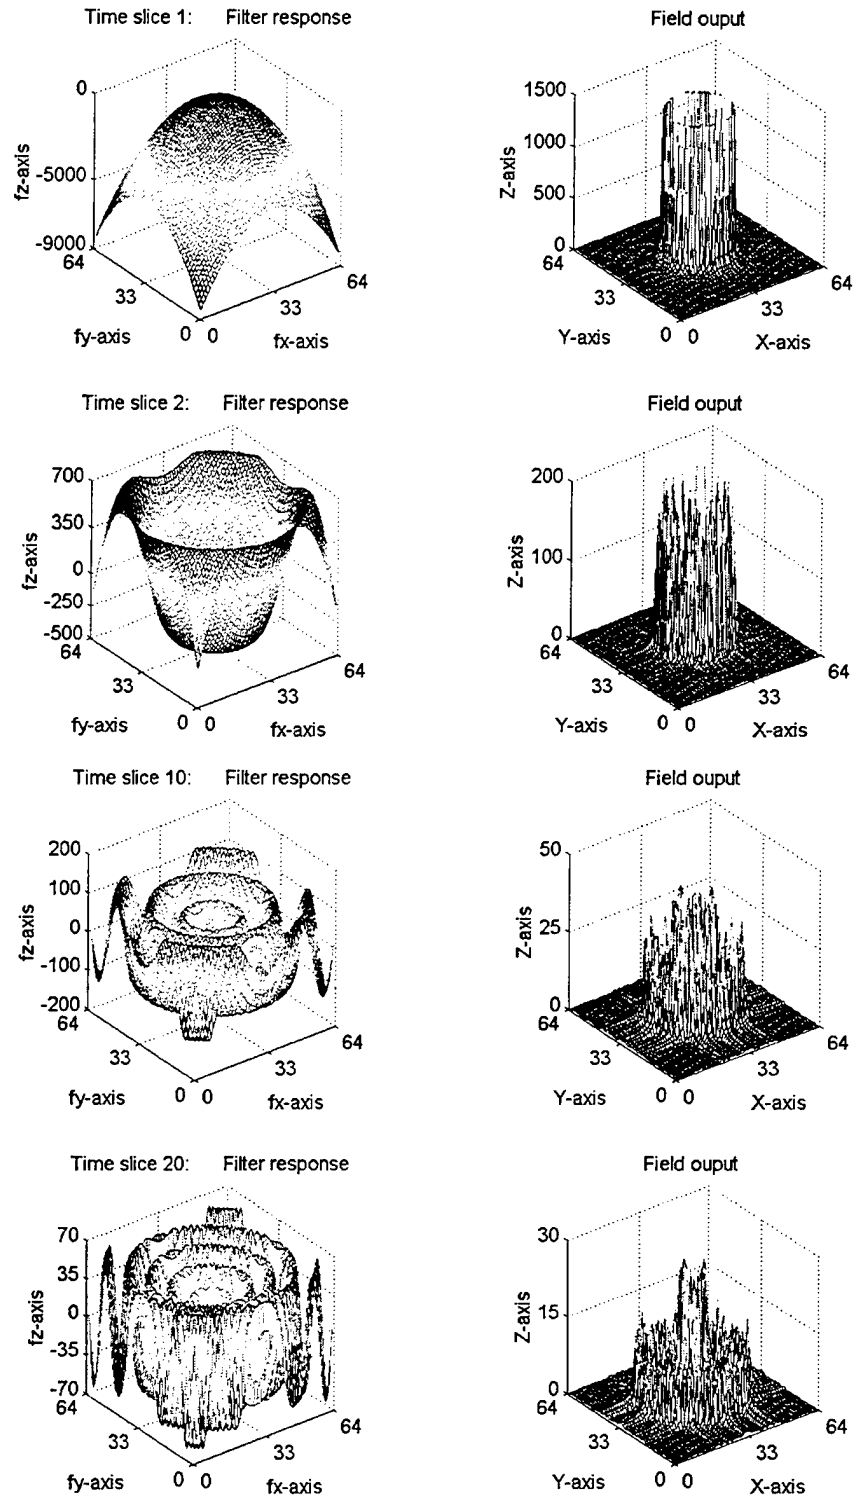 Time slice 1: Filter response
Field ouput
0
-5000
-9000
fz-axis
64
33
0
fy-axis
0
33
64
fx-axis
1500
1000
500
0
Z-axis
64
33
0
Y-axis
0
33
64
X-axis
Time slice 2: Filter response
Field ouput
700
350
0
-250
-500
fz-axis
64
33
0
fy-axis
0
33
64
fx-axis
200
100
0
Z-axis
64
33
0
Y-axis
0
33
64
X-axis
Time slice 10: Filter response
Field ouput
200
100
0
-100
-200
fz-axis
64
33
0
fy-axis
0
33
64
fx-axis
50
25
0
Z-axis
64
33
0
Y-axis
0
33
64
X-axis
Time slice 20: Filter response
Field ouput
70
35
0
-35
-70
fz-axis
64
33
0
fy-axis
0
33
64
fx-axis
30
15
0
Z-axis
64
33
0
Y-axis
0
33
64
X-axis